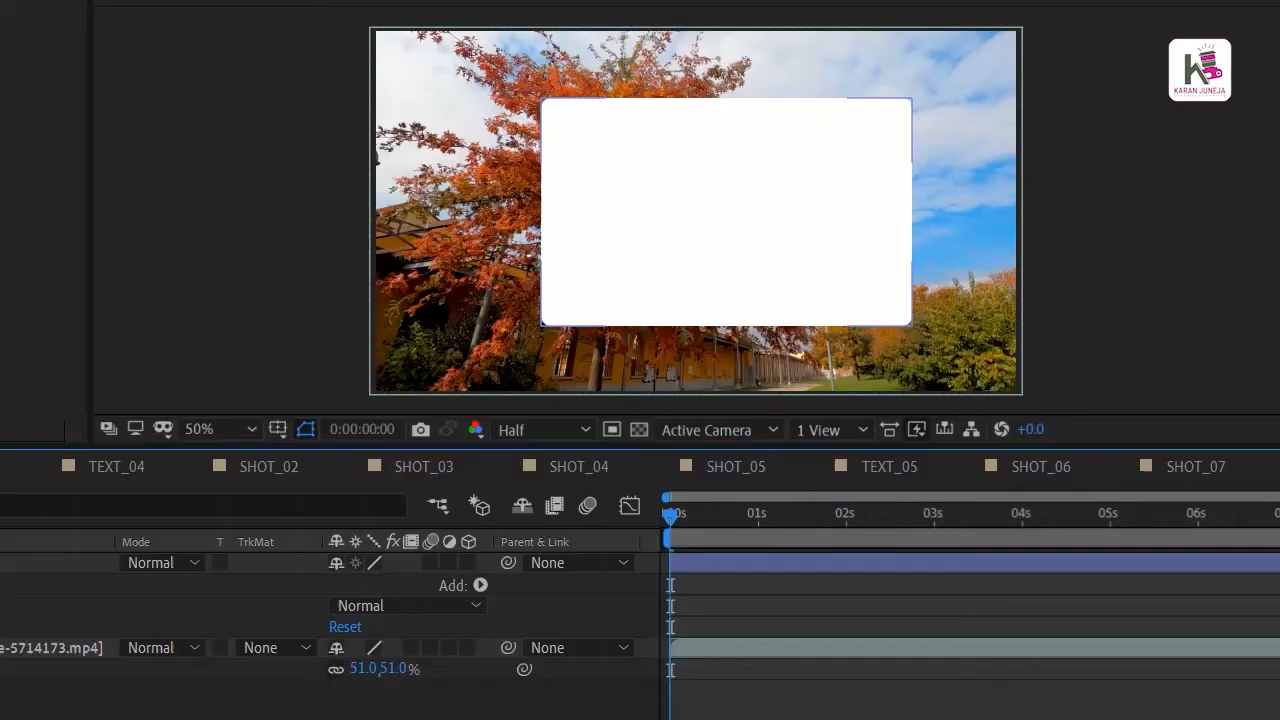 KARAN JUNEJA
50%
0:00:00:00
Half
Active Camera
1 View
+0.0
TEXT_04
SHOT_02
SHOT_03
SHOT_04
SHOT_05
TEXT_05
SHOT_06
SHOT_07
00s 01s 02s 03s 04s 05s 06s
Mode T TrkMat fx Parent & Link
Normal None
Add:
Normal
Reset
e-5714173.mp4] Normal None None
51.0,51.0%